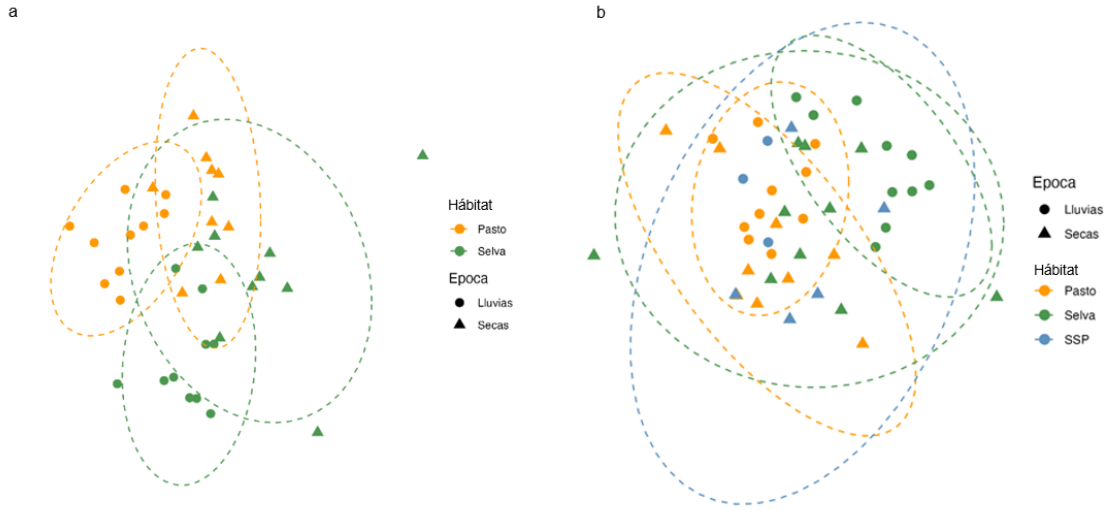 a
Hábitat
Pasto
Selva
Epoca
Lluvias
Secas
b
Epoca
Lluvias
Secas
Hábitat
Pasto
Selva
SSP